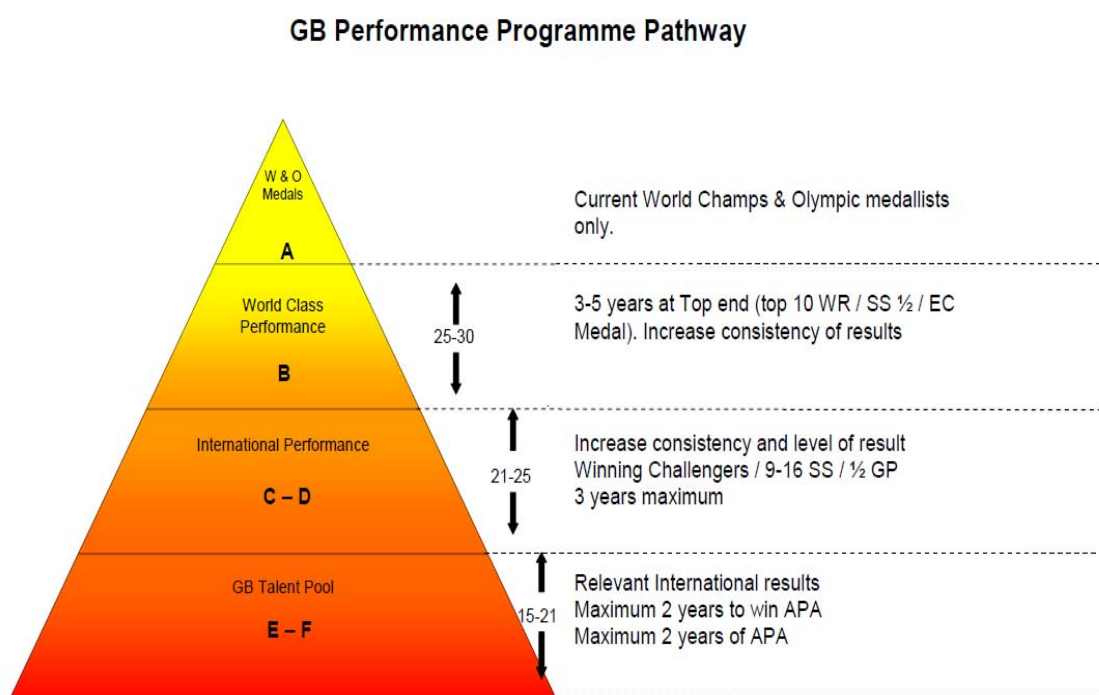 GB Performance Programme Pathway
W & O
Medals
A
Current World Champs & Olympic medallists
only.
World Class
Performance
B
25-30
3-5 years at Top end (top 10 WR / SS ½ / EC
Medal). Increase consistency of results
International Performance
C – D
21-25
Increase consistency and level of result
Winning Challengers / 9-16 SS / ½ GP
3 years maximum
GB Talent Pool
E – F
15-21
Relevant International results
Maximum 2 years to win APA
Maximum 2 years of APA